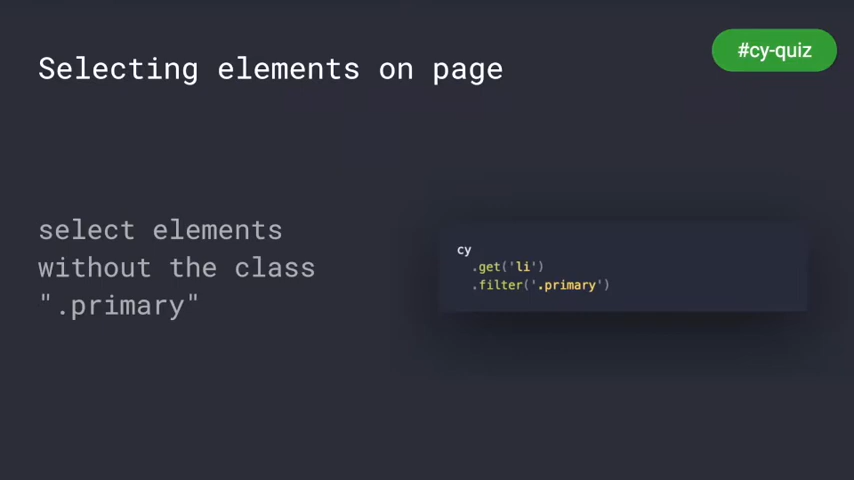 #cy-quiz
Selecting elements on page
select elements
without the class
".primary"
cy
.get('li')
.filter('.primary')